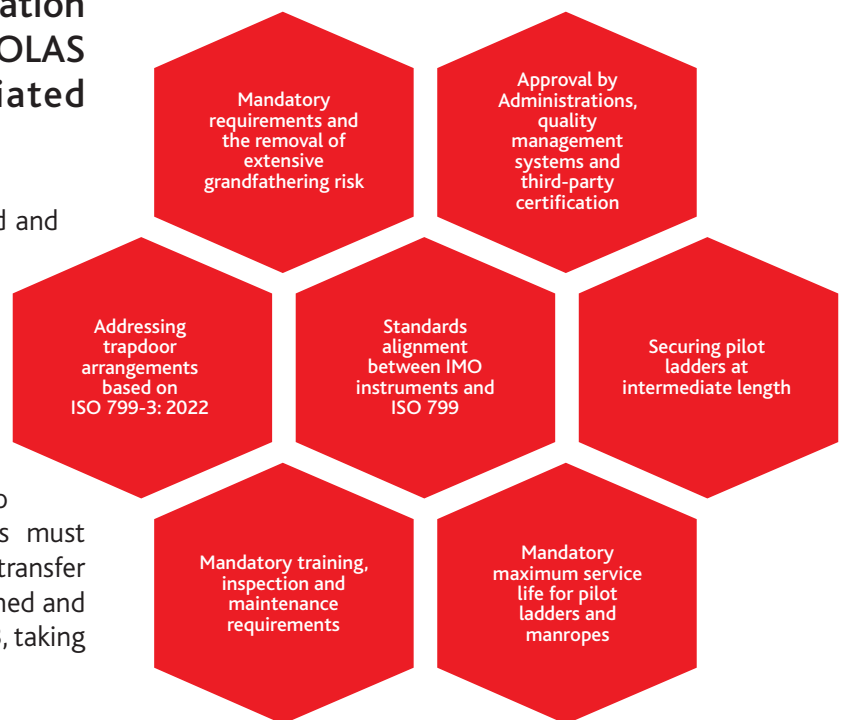 ation
OLAS
iated
d and
s must
transfer
ned and
, taking
Mandatory
requirements and
the removal of
extensive
grandfathering risk
Approval by
Administrations,
quality
management
systems and
third-party
certification
Addressing
trapdoor
arrangements
based on
ISO 799-3: 2022
Standards
alignment
between IMO
instruments and
ISO 799
Securing pilot
ladders at
intermediate length
Mandatory training,
inspection and
maintenance
requirements
Mandatory
maximum service
life for pilot
ladders and
manropes